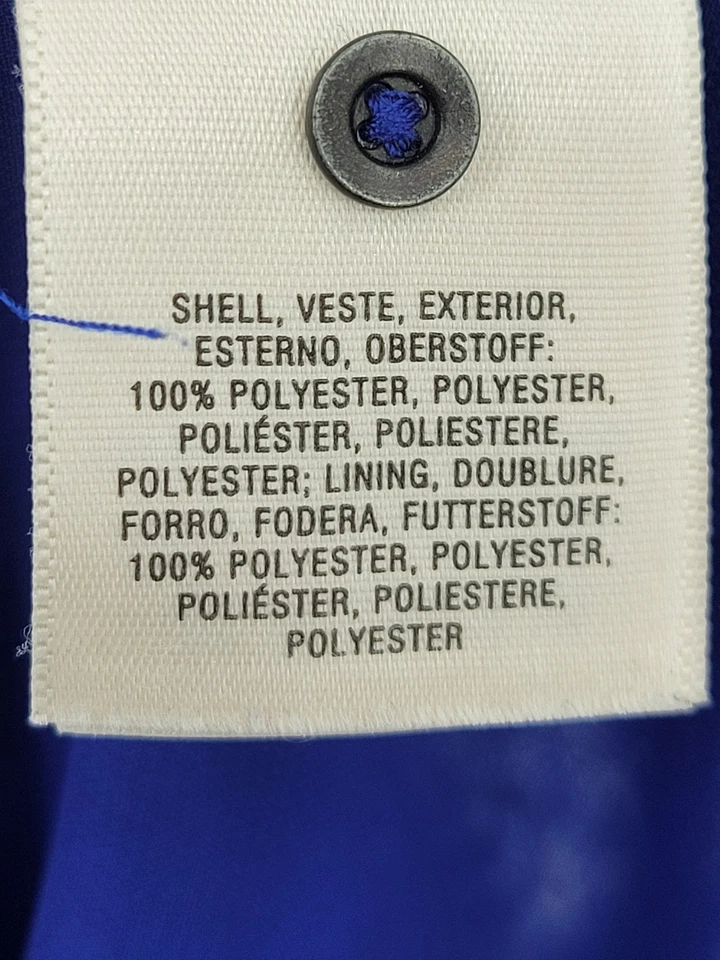 SHELL, VESTE, EXTERIOR,
ESTERNO, OBERSTOFF:
100% POLYESTER, POLYESTER,
POLIÉSTER, POLIESTERE,
POLYESTER; LINING, DOUBLURE,
FORRO, FODERA, FUTTERSTOFF:
100% POLYESTER, POLYESTER,
POLIÉSTER, POLIESTERE,
POLYESTER